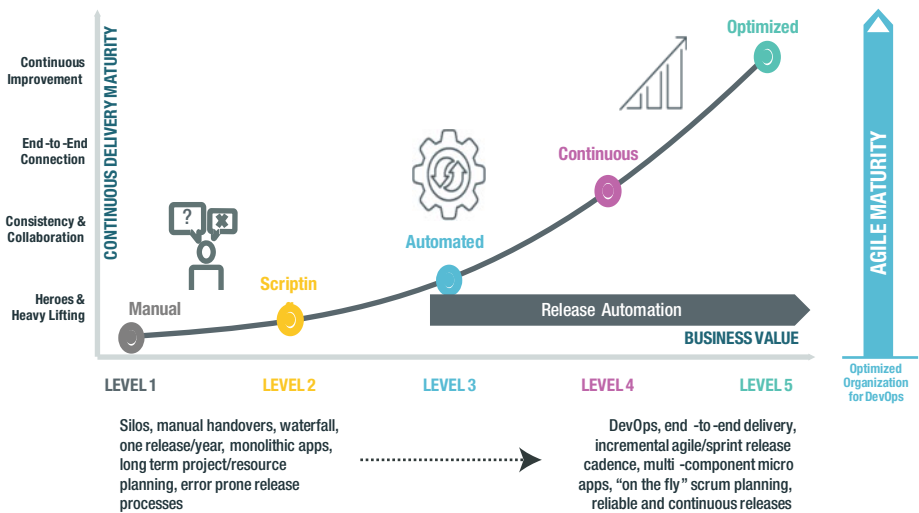 CONTINUOUS DELIVERY MATURITY
Continuous
Improvement
End -to-End
Connection
Consistency &
Collaboration
Heroes &
Heavy Lifting
?
Manual
Scriptin
Automated
Continuous
Optimized
Release Automation
BUSINESS VALUE
AGILE MATURITY
Optimized
Organization
for DevOps
LEVEL 1
LEVEL 2
LEVEL 3
LEVEL 4
LEVEL 5
Silos, manual handovers, waterfall,
one release/year, monolithic apps,
long term project/resource
planning, error prone release
processes
DevOps, end -to-end delivery,
incremental agile/sprint release
cadence, multi -component micro
apps, “on the fly” scrum planning,
reliable and continuous releases